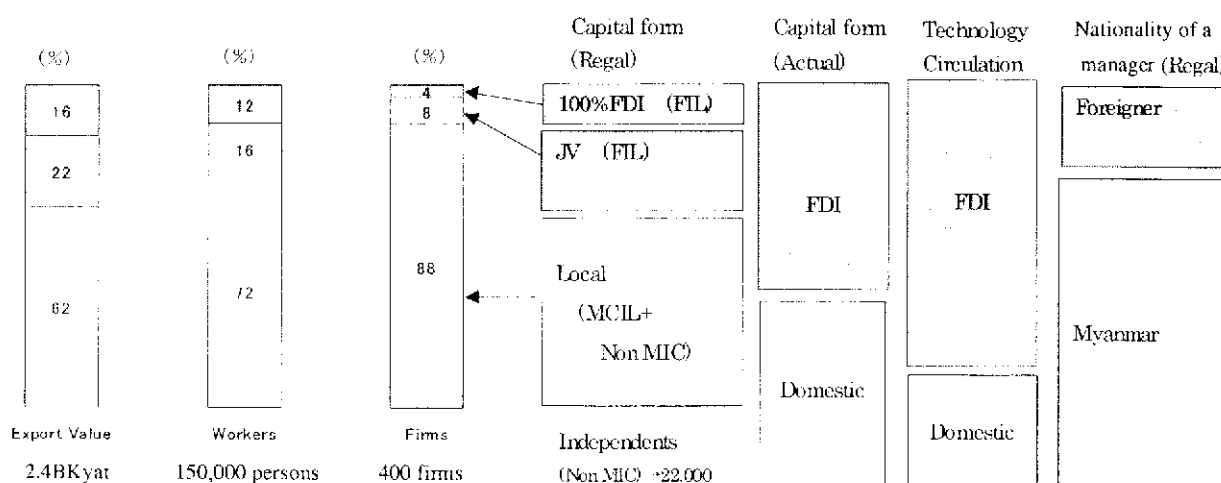 Capital form
(Regal)
Capital form
(Actual)
Technology
Circulation
Nationality of a
manager (Regal)
(%)
(%)
(%)
16
22
62
12
16
72
4
8
88
100%FDI (FIL)
JV (FIL)
Local
(MCIL+
Non MIC)
FDI
Domestic
FDI
Domestic
Foreigner
Myanmar
Export Value
Workers
Firms
Independents
2.4BKyat
150,000 persons
400 firms
(Non MIC) →22,000